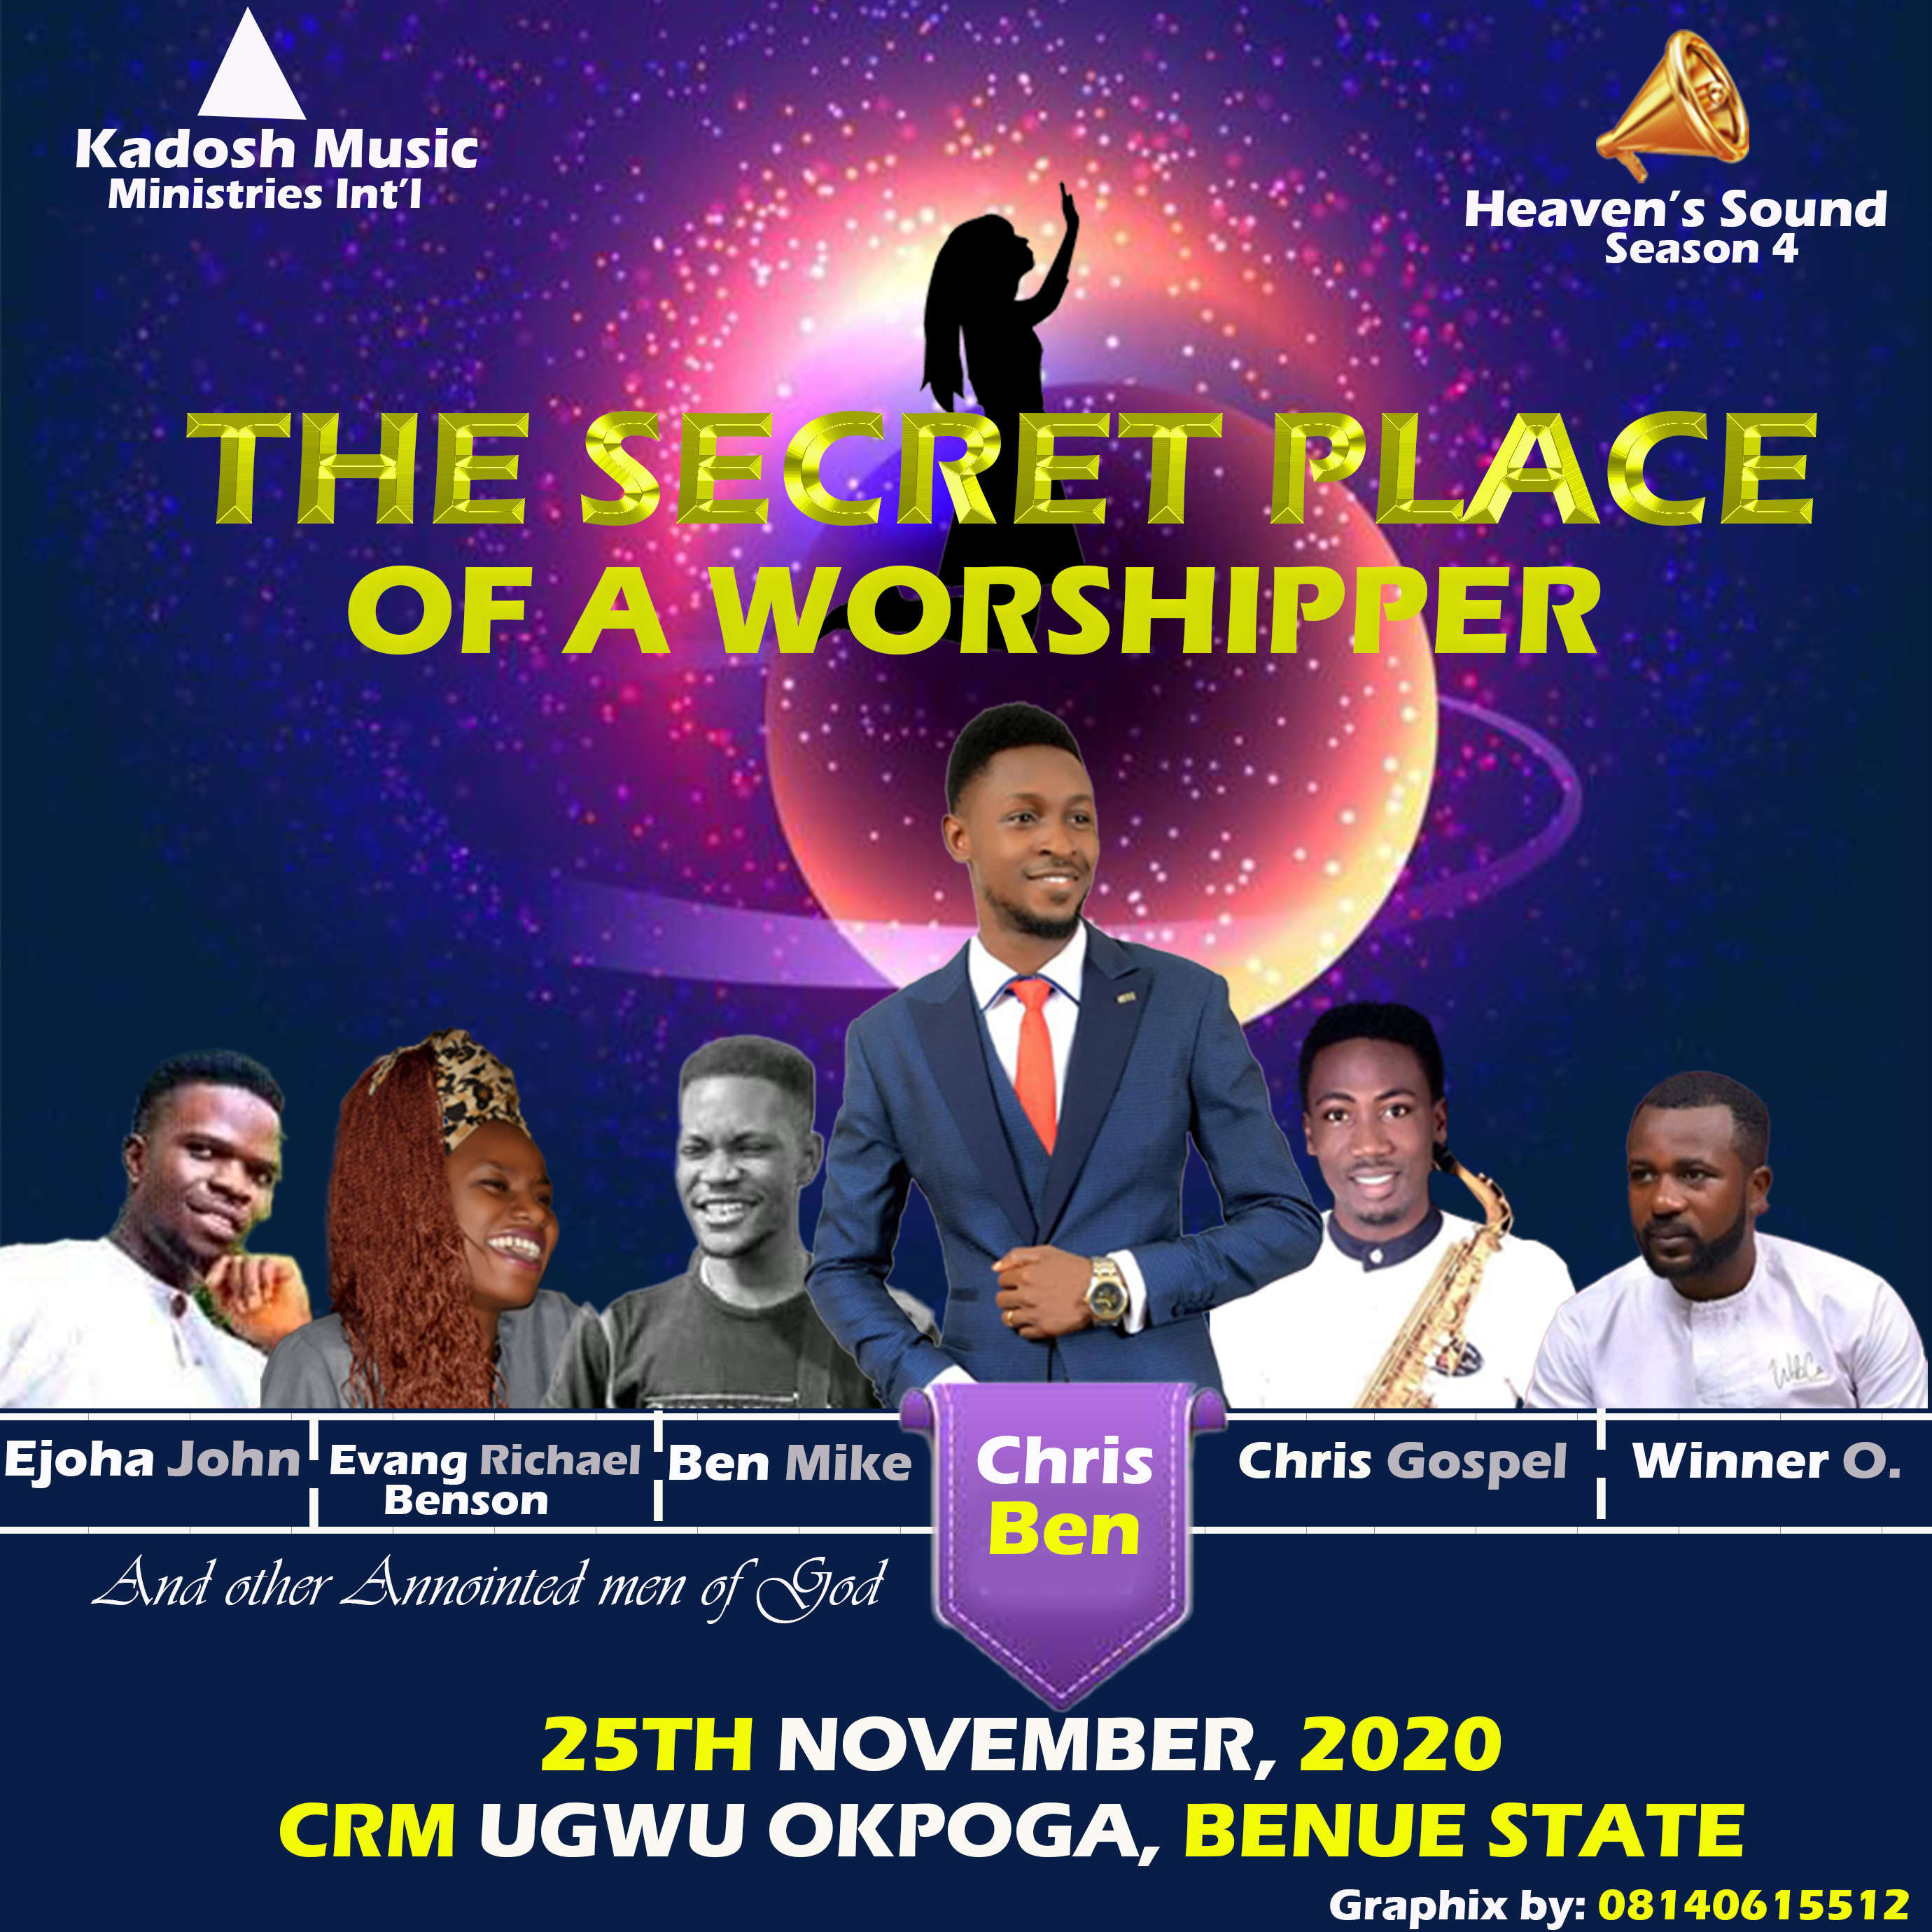 Kadosh Music
Ministries Int'l
Heaven's Sound
Season 4
THE SECRET PLACE
OF A WORSHIPPER
Ejoha John
Evang Richael
Benson
Ben Mike
Chris
Ben
Chris Gospel
Winner O.
And other Annointed men of God
25TH NOVEMBER, 2020
CRM UGWU OKPOGA, BENUE STATE
Graphix by: 08140615512